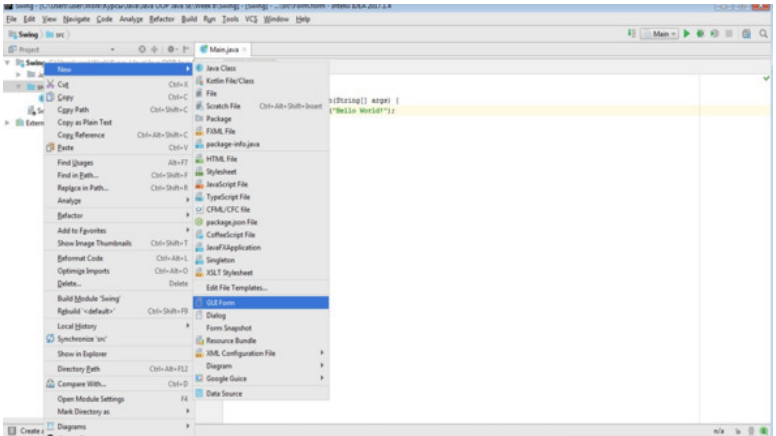 File Edit View Navigate Code Analyze Refactor Build Run Tools VCS Window Help
Swing src Main
Project Main.java
New
Cut Ctrl+X
Copy Ctrl+C
Copy Path Ctrl+Shift+C
Copy as Plain Text
Copy Reference Ctrl+Alt+Shift+C
Paste Ctrl+V
Find Usages Alt+F7
Find in Path... Ctrl+Shift+F
Replace in Path... Ctrl+Shift+R
Analyze
Refactor
Add to Favorites
Show Image Thumbnails Ctrl+Shift+T
Reformat Code Ctrl+Alt+L
Optimize Imports Ctrl+Alt+O
Delete... Delete
Build Module 'Swing'
Rebuild '<default>' Ctrl+Shift+F9
Local History
Synchronize 'src'
Show in Explorer
Directory Path Ctrl+Alt+F12
Compare With... Ctrl+D
Open Module Settings F4
Mark Directory as
Diagrams
Java Class
Kotlin File/Class
File
Scratch File Ctrl+Alt+Shift+Insert
Package
FXML File
package-info.java
HTML File
Stylesheet
JavaScript File
TypeScript File
CFML/CFC file
package.json File
CoffeeScript File
JavaFXApplication
Singleton
XSLT Stylesheet
Edit File Templates...
GUI Form
Dialog
Form Snapshot
Resource Bundle
XML Configuration File
Diagram
Google Guice
Data Source
(String[] args) {
("Hello World!");
n/a